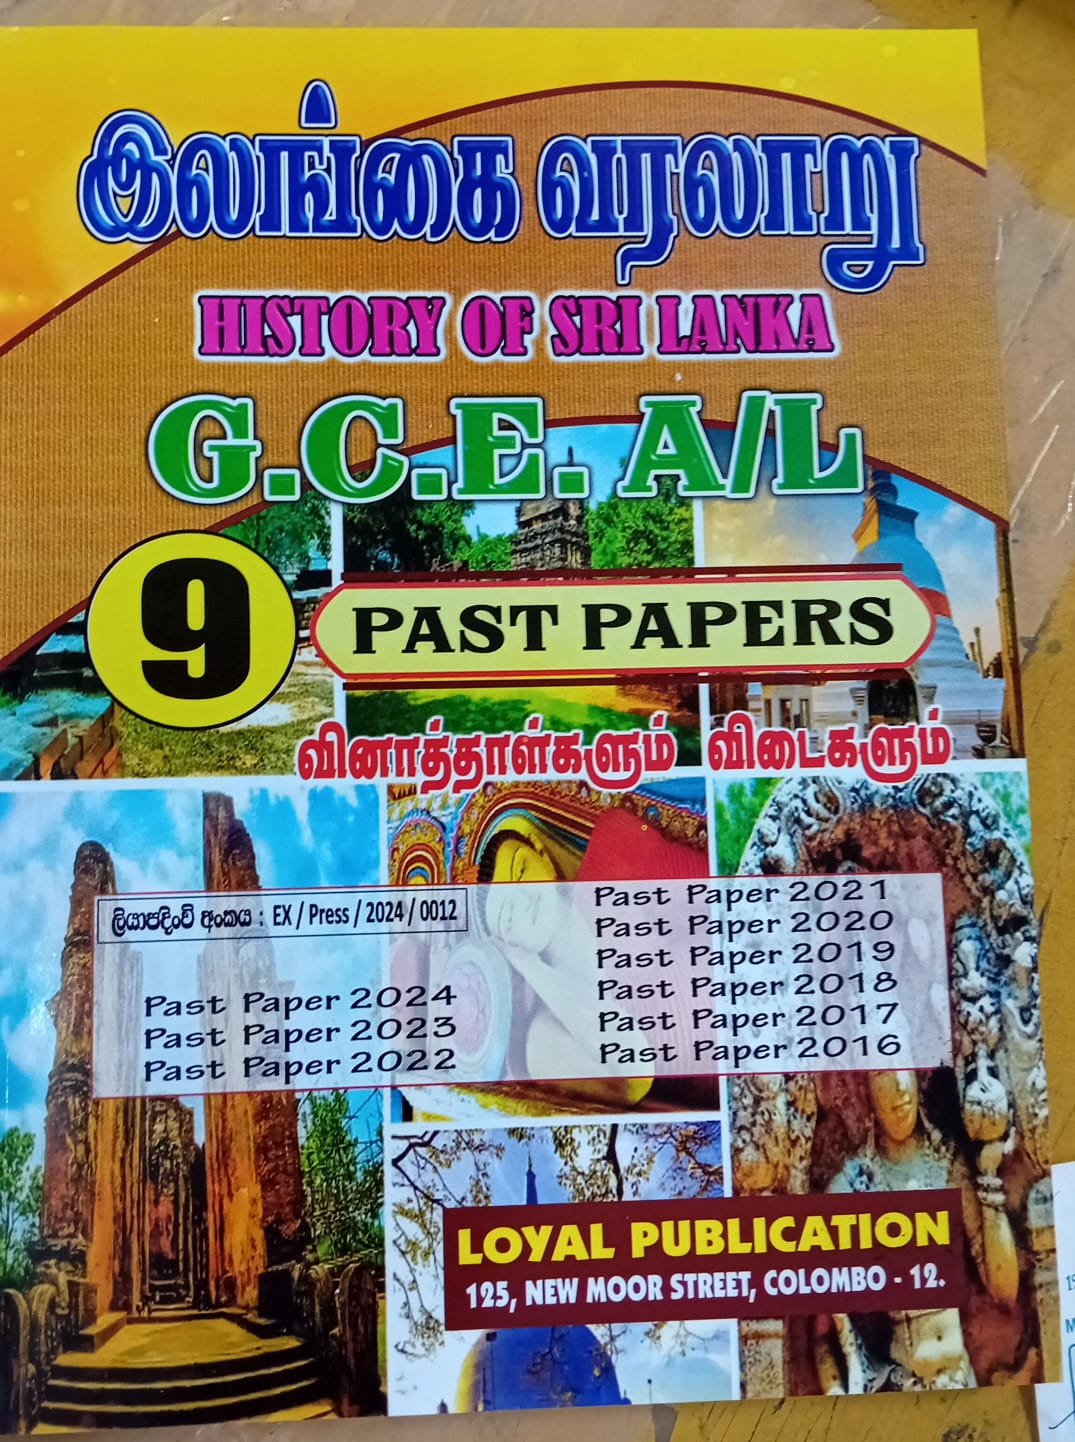 இலங்கை வரலாறு
HISTORY OF SRI LANKA
G.C.E. A/L
9 PAST PAPERS
வினாத்தாள்களும் விடைகளும்
ලියාපදිංචි අංකය : EX / Press / 2024 / 0012
Past Paper 2024
Past Paper 2023
Past Paper 2022
Past Paper 2021
Past Paper 2020
Past Paper 2019
Past Paper 2018
Past Paper 2017
Past Paper 2016
LOYAL PUBLICATION
125, NEW MOOR STREET, COLOMBO - 12.